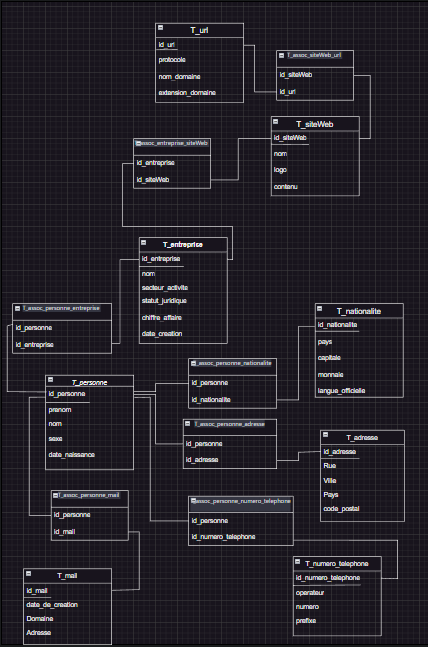 T_url
id_url
protocole
nom_domaine
extension_domaine
T_assoc_siteWeb_url
id_siteWeb
id_url
T_siteWeb
id_siteWeb
nom
logo
contenu
_assoc_entreprise_siteWeb
id_entreprise
id_siteWeb
T_entreprise
id_entreprise
nom
secteur_activite
statut_juridique
chiffre_affaire
date_creation
T_assoc_personne_entreprise
id_personne
id_entreprise
T_nationalite
id_nationalite
pays
capitale
monnaie
langue_officielle
_assoc_personne_nationalite
id_personne
id_nationalite
T_personne
id_personne
prenom
nom
sexe
date_naissance
T_assoc_personne_adresse
id_personne
id_adresse
T_adresse
id_adresse
Rue
Ville
Pays
code_postal
T_assoc_personne_mail
id_personne
id_mail
_assoc_personne_numero_telephone
id_personne
id_numero_telephone
T_mail
id_mail
date_de_creation
Domaine
Adresse
T_numero_telephone
id_numero_telephone
operateur
numero
prefixe